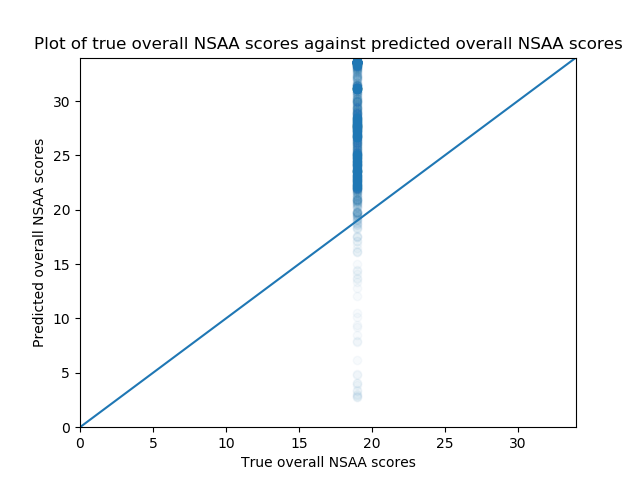 Plot of true overall NSAA scores against predicted overall NSAA scores
Predicted overall NSAA scores
30
25
20
15
10
5
0
0 5 10 15 20 25 30
True overall NSAA scores